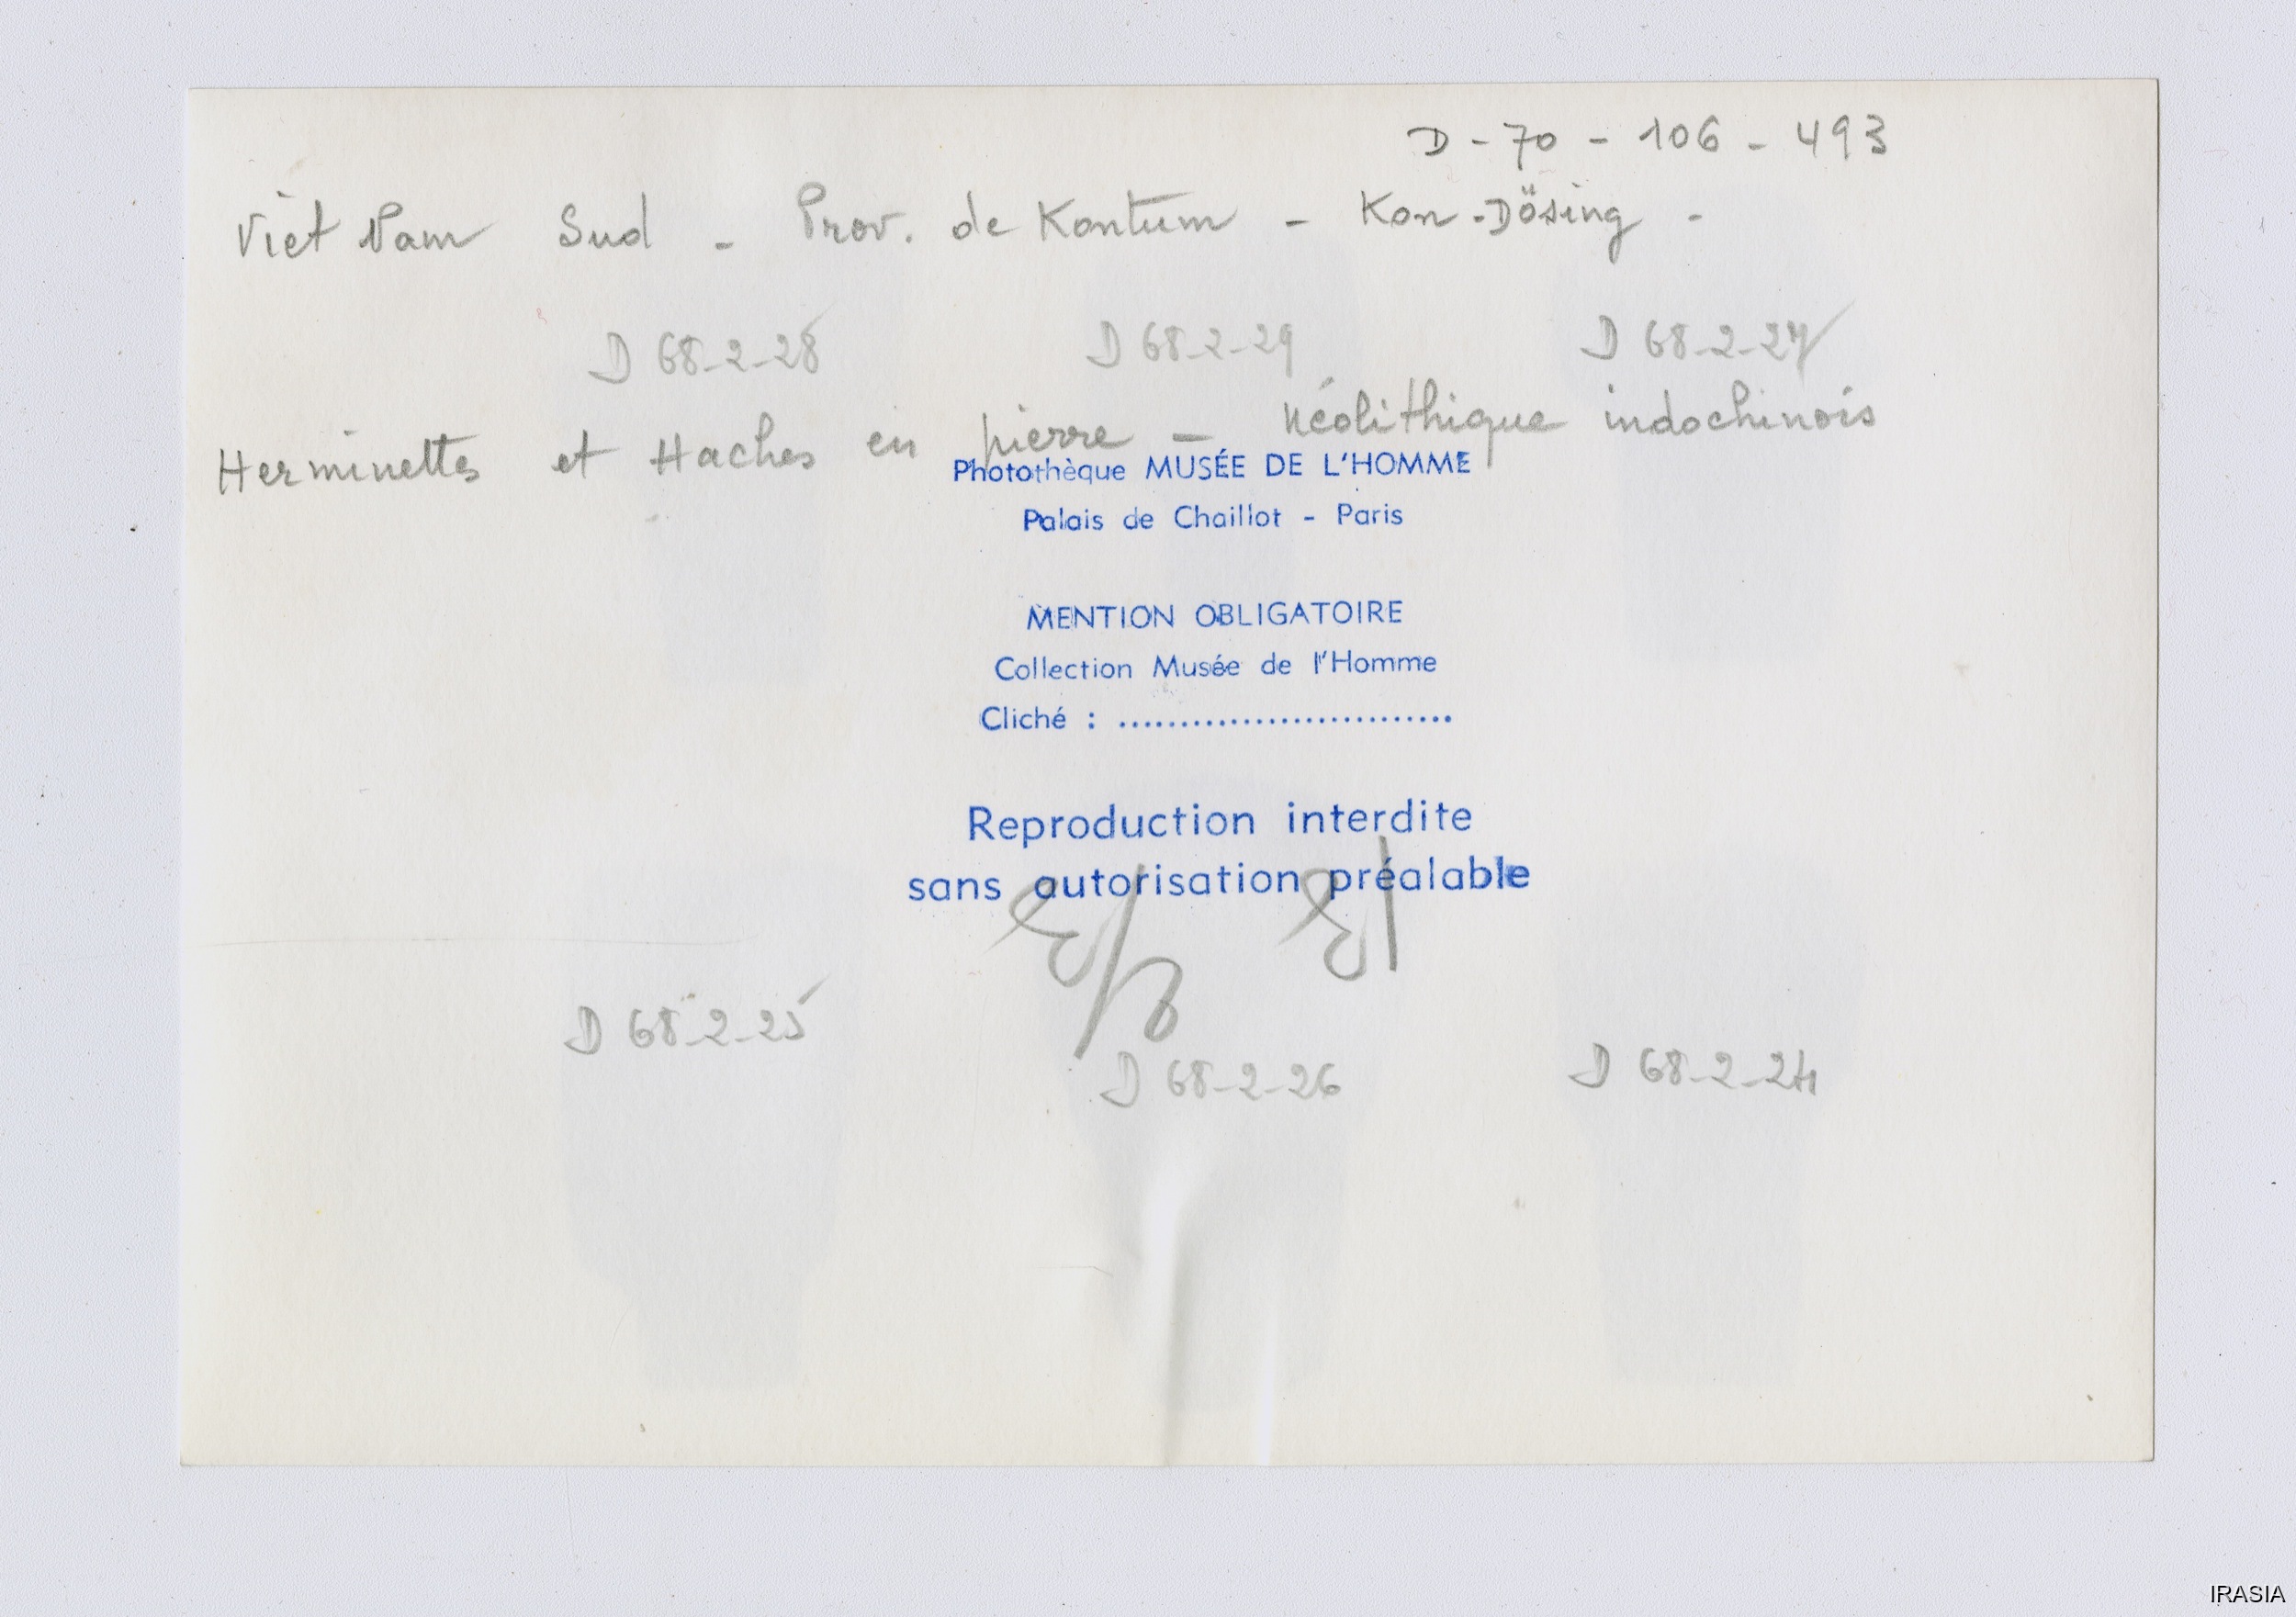 D - 70 - 106 - 493
Viet Nam Sud - Prov. de Kontum - Kon-Dösing -
D 68-2-28 D 68-2-29 D 68-2-27
Herminettes et Haches en pierre - néolithique indochinois
Photothèque MUSÉE DE L'HOMME
Palais de Chaillot - Paris
MENTION OBLIGATOIRE
Collection Musée de l'Homme
Cliché : ...........................
Reproduction interdite
sans autorisation préalable
D 68-2-25 D 68-2-26 D 68-2-24
IRASIA